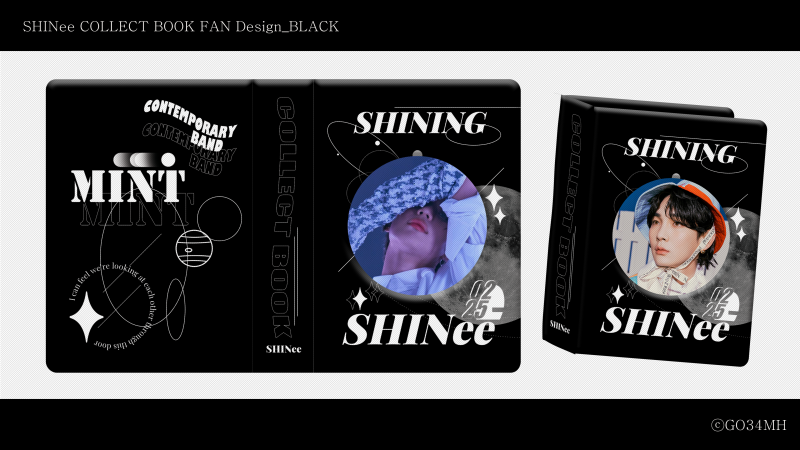 SHINee COLLECT BOOK FAN Design_BLACK
CONTEMPORARY
BAND
CONTEMPORARY
BAND
MINT
MINT
I can feel we're looking at each other through this door
COLLECT BOOK
SHINee
SHINING
02
25
SHINee
COLLECT BOOK
SHINee
SHINING
02
25
SHINee
©GO34MH